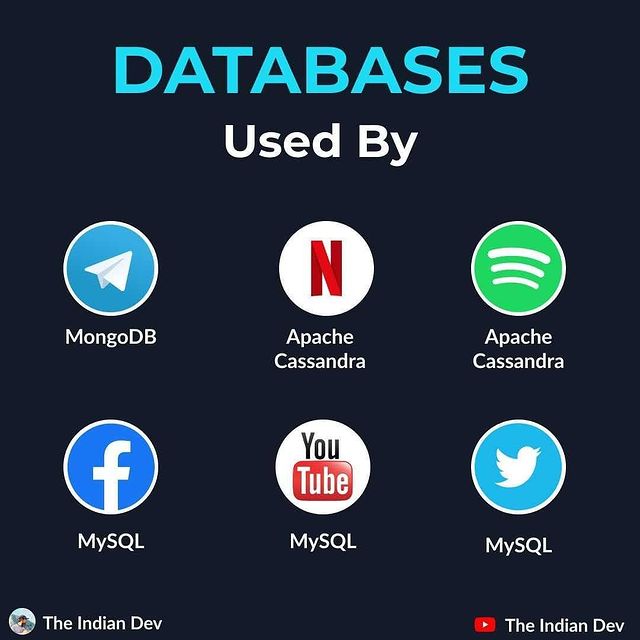 DATABASES
Used By
N
MongoDB
Apache
Cassandra
Apache
Cassandra
f
You
Tube
MySQL
MySQL
MySQL
The Indian Dev
The Indian Dev